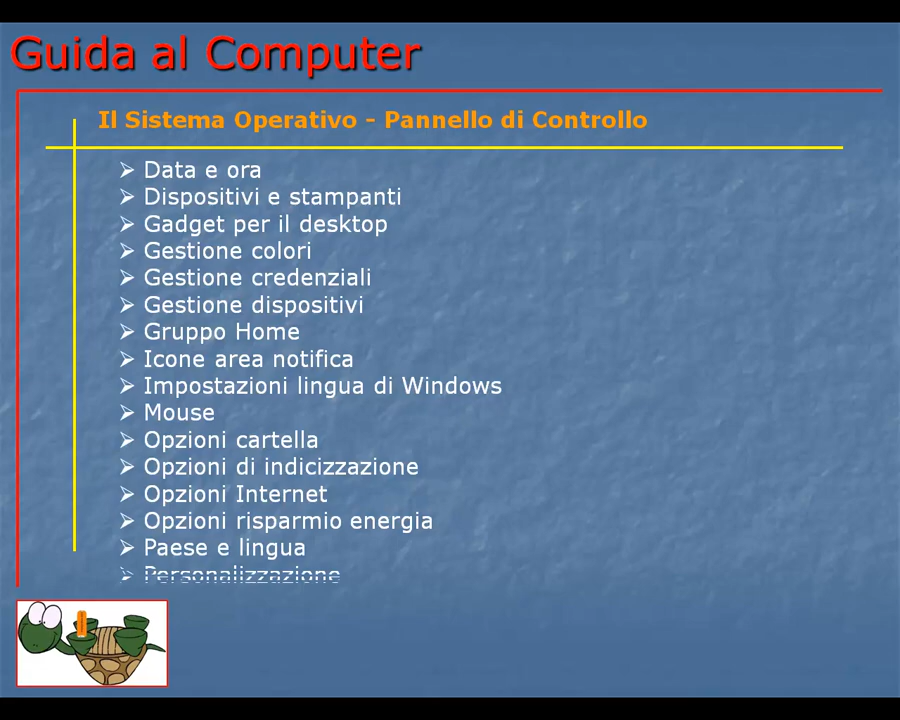 Guida al Computer
Il Sistema Operativo - Pannello di Controllo
Data e ora
Dispositivi e stampanti
Gadget per il desktop
Gestione colori
Gestione credenziali
Gestione dispositivi
Gruppo Home
Icone area notifica
Impostazioni lingua di Windows
Mouse
Opzioni cartella
Opzioni di indicizzazione
Opzioni Internet
Opzioni risparmio energia
Paese e lingua
Personalizzazione